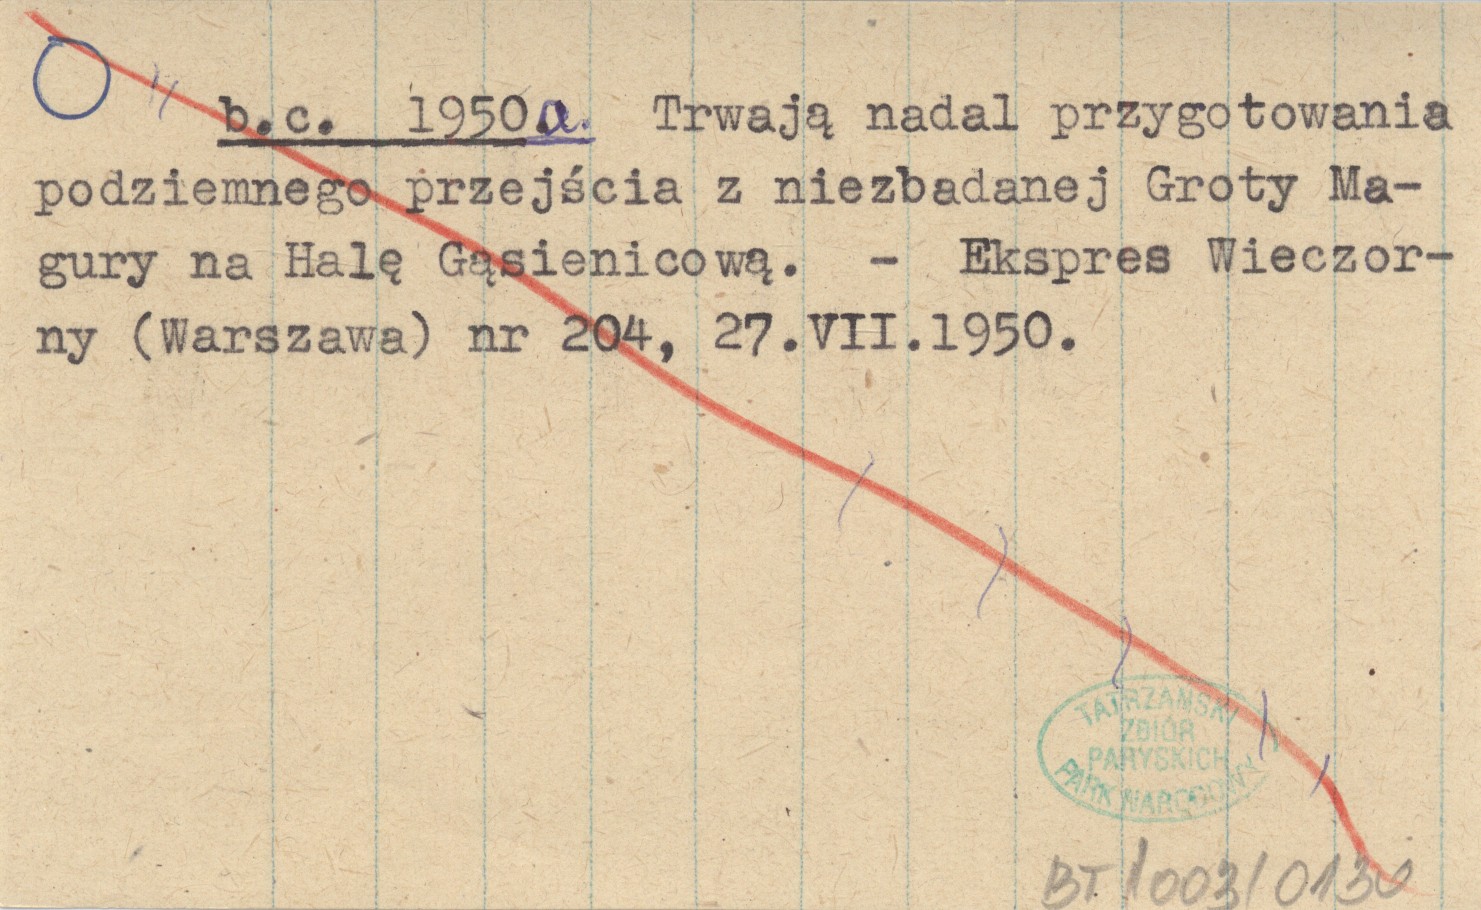 b.c. 1950a. Trwają nadal przygotowania
podziemnego przejścia z niezbadanej Groty Ma-
gury na Halę Gąsienicową. - Ekspres Wieczor-
ny (Warszawa) nr 204, 27.VII.1950.
TATRZAŃSKI
ZBIÓR
PARYSKICH
PARK NARODOWY
BT/003/0130